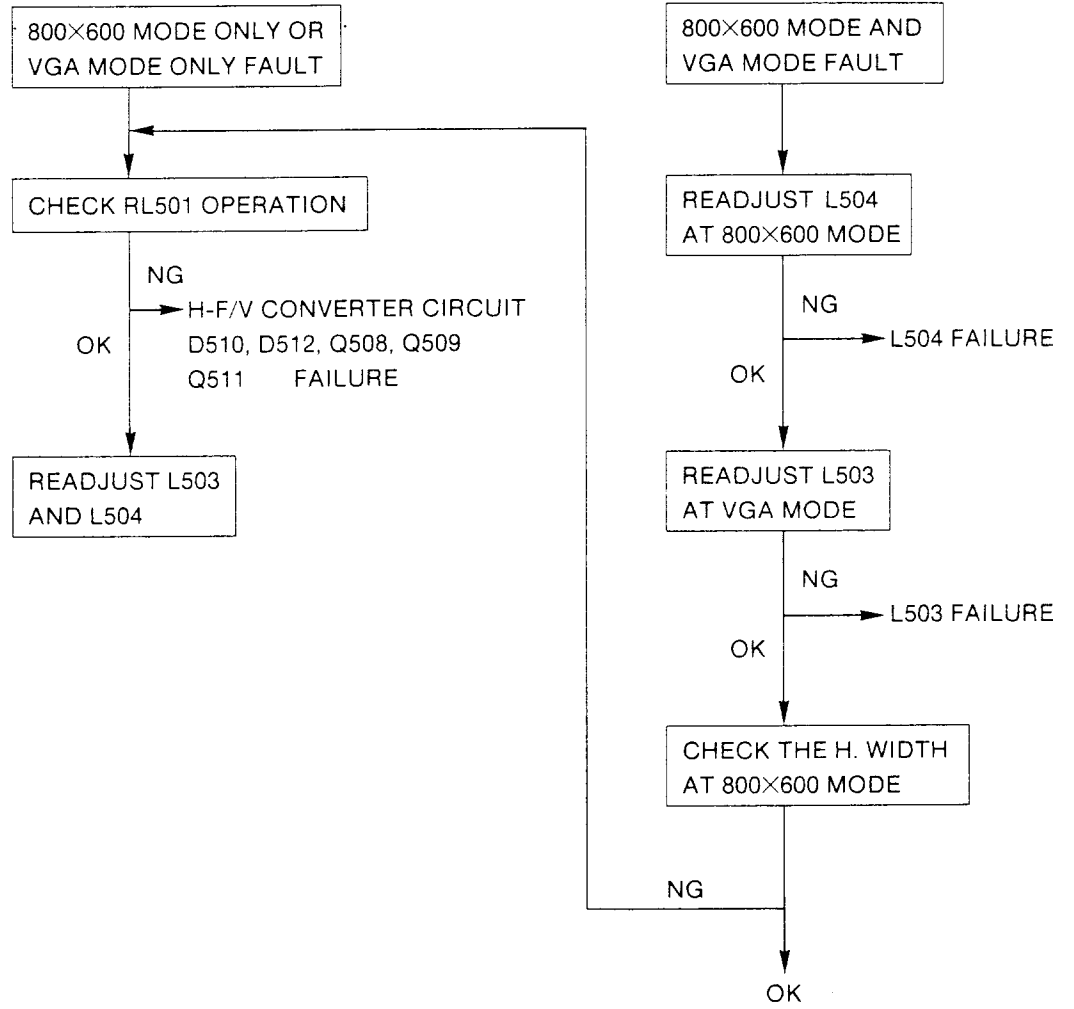 800×600 MODE ONLY OR
VGA MODE ONLY FAULT
CHECK RL501 OPERATION
NG
H-F/V CONVERTER CIRCUIT
D510, D512, Q508, Q509
Q511 FAILURE
OK
READJUST L503
AND L504
800×600 MODE AND
VGA MODE FAULT
READJUST L504
AT 800×600 MODE
NG
L504 FAILURE
OK
READJUST L503
AT VGA MODE
NG
L503 FAILURE
OK
CHECK THE H. WIDTH
AT 800×600 MODE
NG
OK